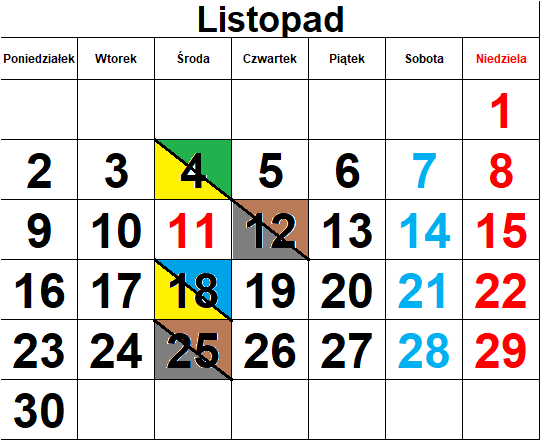 Listopad
Poniedziałek Wtorek Środa Czwartek Piątek Sobota Niedziela
1
2 3 4 5 6 7 8
9 10 11 12 13 14 15
16 17 18 19 20 21 22
23 24 25 26 27 28 29
30